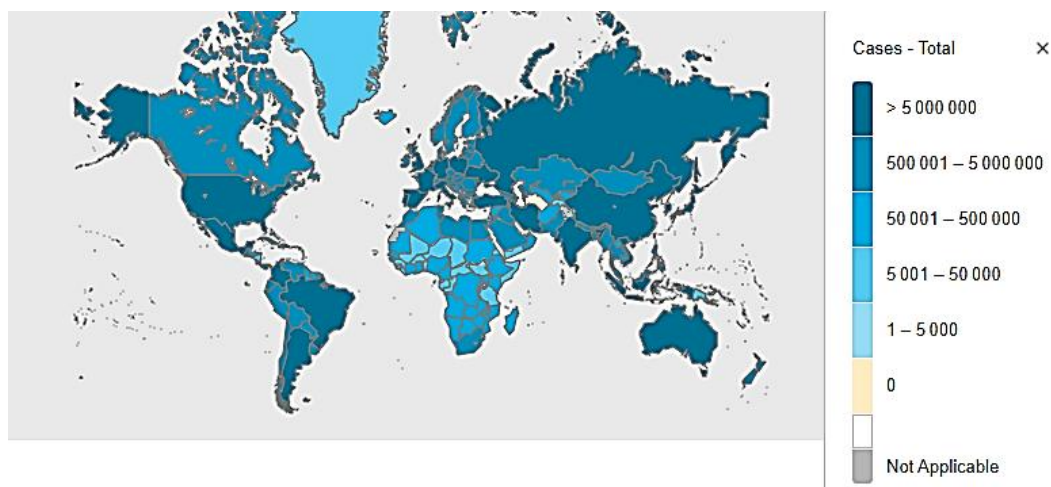 Cases - Total ×
> 5 000 000
500 001 – 5 000 000
50 001 – 500 000
5 001 – 50 000
1 – 5 000
0
Not Applicable